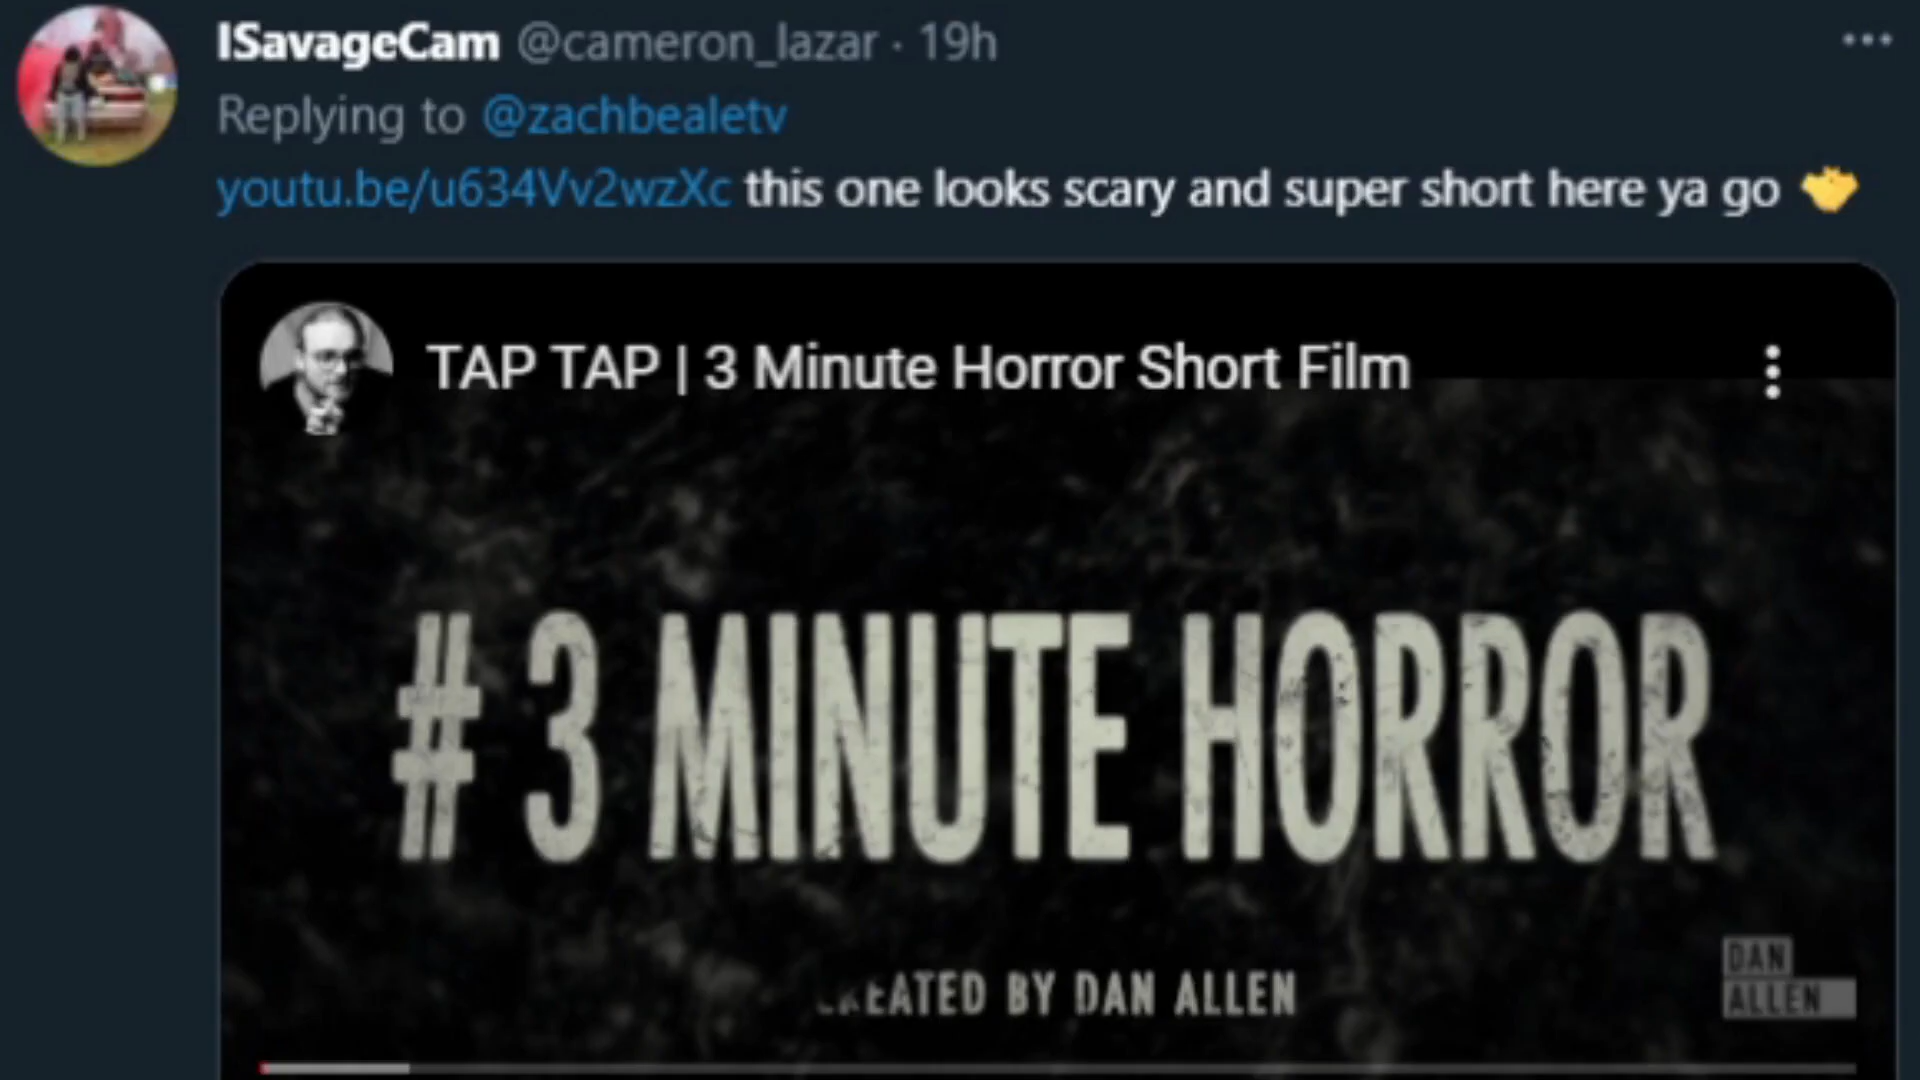 ISavageCam @cameron_lazar · 19h
Replying to @zachbealetv
youtu.be/u634Vv2wzXc this one looks scary and super short here ya go
TAP TAP | 3 Minute Horror Short Film
# 3 MINUTE HORROR
CREATED BY DAN ALLEN
DAN
ALLEN